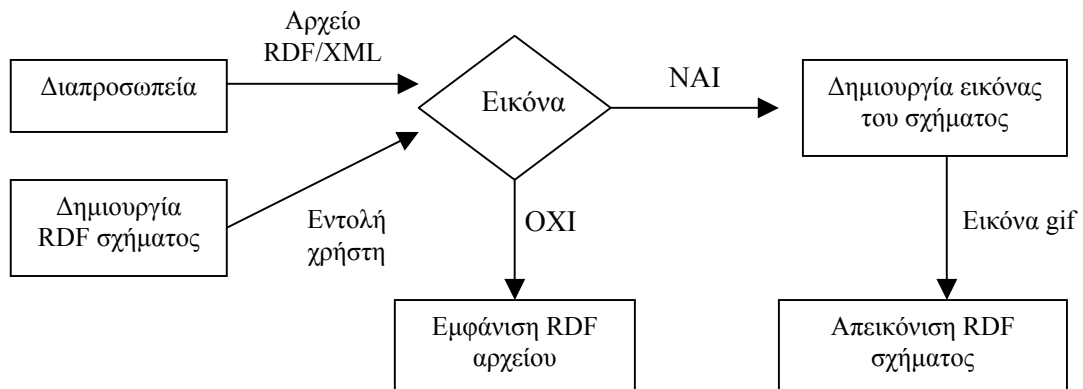 Αρχείο
RDF/XML
Διαπροσωπεία
Εικόνα
ΝΑΙ
Δημιουργία εικόνας
του σχήματος
Δημιουργία
RDF σχήματος
Εντολή
χρήστη
ΟΧΙ
Εικόνα gif
Εμφάνιση RDF
αρχείου
Απεικόνιση RDF
σχήματος